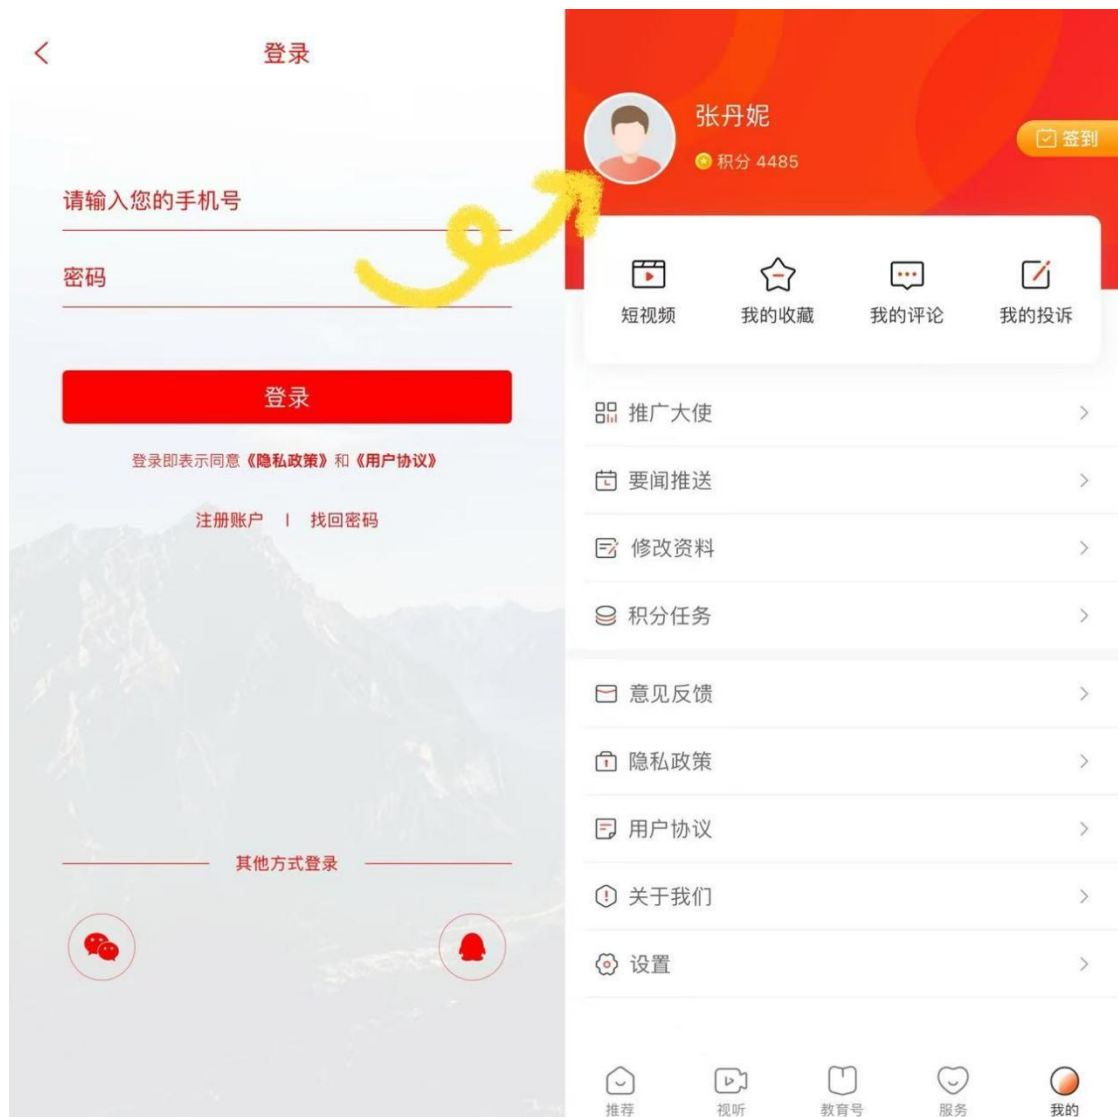 登录
请输入您的手机号
密码
登录
登录即表示同意《隐私政策》和《用户协议》
注册账户 | 找回密码
其他方式登录
张丹妮
积分 4485
签到
短视频 我的收藏 我的评论 我的投诉
推广大使
要闻推送
修改资料
积分任务
意见反馈
隐私政策
用户协议
关于我们
设置
推荐 视听 教育号 服务 我的